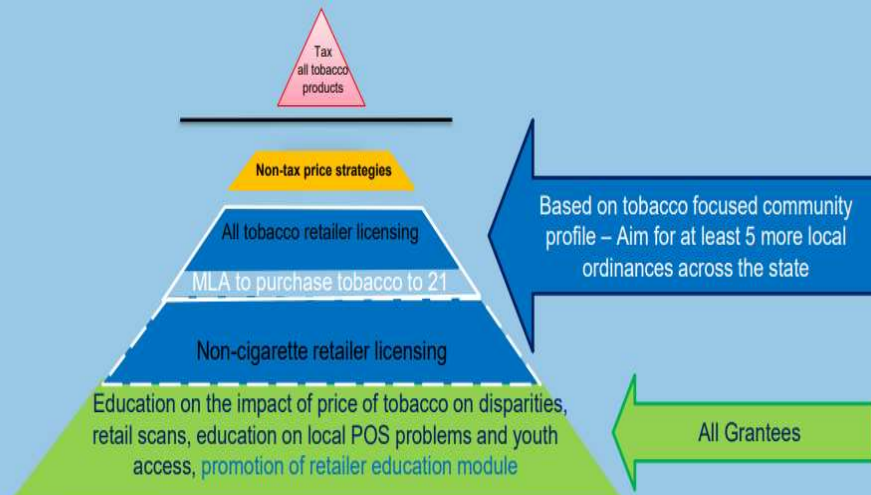 Tax
all tobacco
products
Non-tax price strategies
All tobacco retailer licensing
MLA to purchase tobacco to 21
Non-cigarette retailer licensing
Education on the impact of price of tobacco on disparities,
retail scans, education on local POS problems and youth
access, promotion of retailer education module
Based on tobacco focused community
profile – Aim for at least 5 more local
ordinances across the state
All Grantees